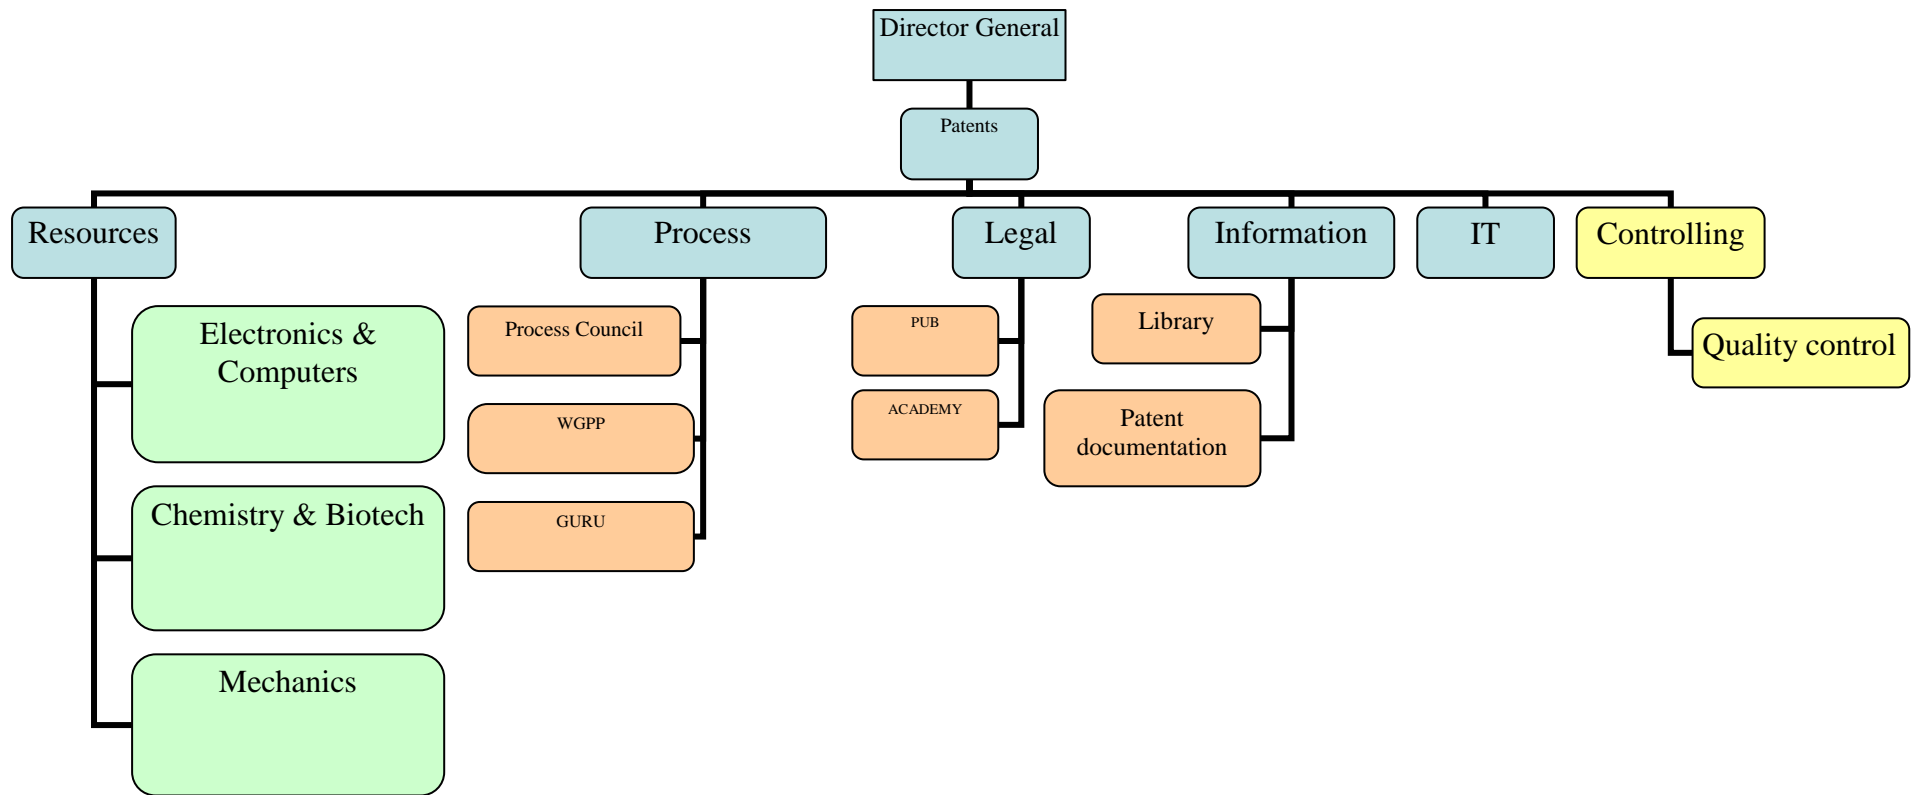 Director General
Patents
Resources
Process
Legal
Information
IT
Controlling
Electronics &
Computers
Chemistry & Biotech
Mechanics
Process Council
WGPP
GURU
PUB
ACADEMY
Library
Patent
documentation
Quality control